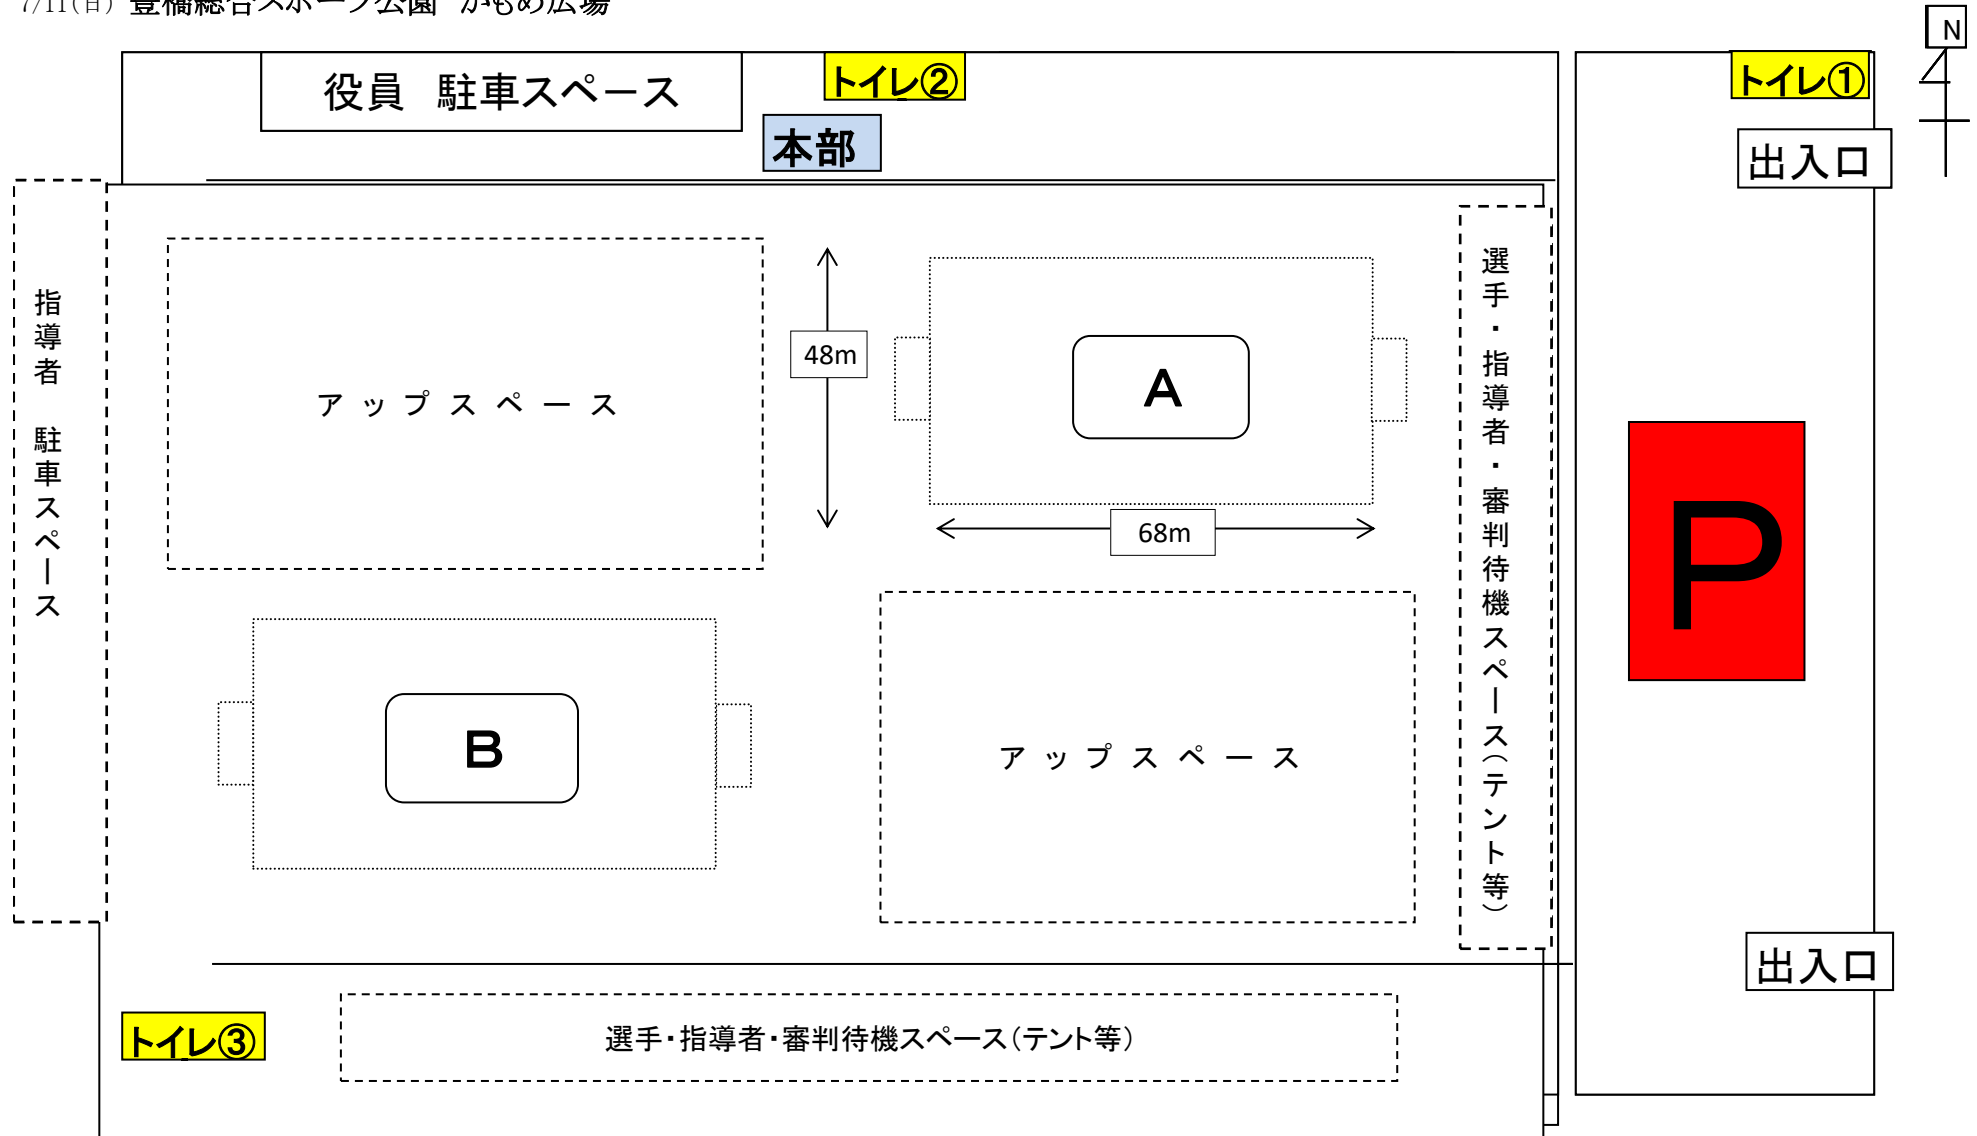 7/11(日) 豊橋総合スポーツ公園 かもめ広場
N
役員 駐車スペース
トイレ②
トイレ①
本部
出入口
指導者 駐車スペース
アップスペース
48m
A
68m
選手・指導者・審判待機スペース(テント等)
P
B
アップスペース
出入口
トイレ③
選手・指導者・審判待機スペース(テント等)